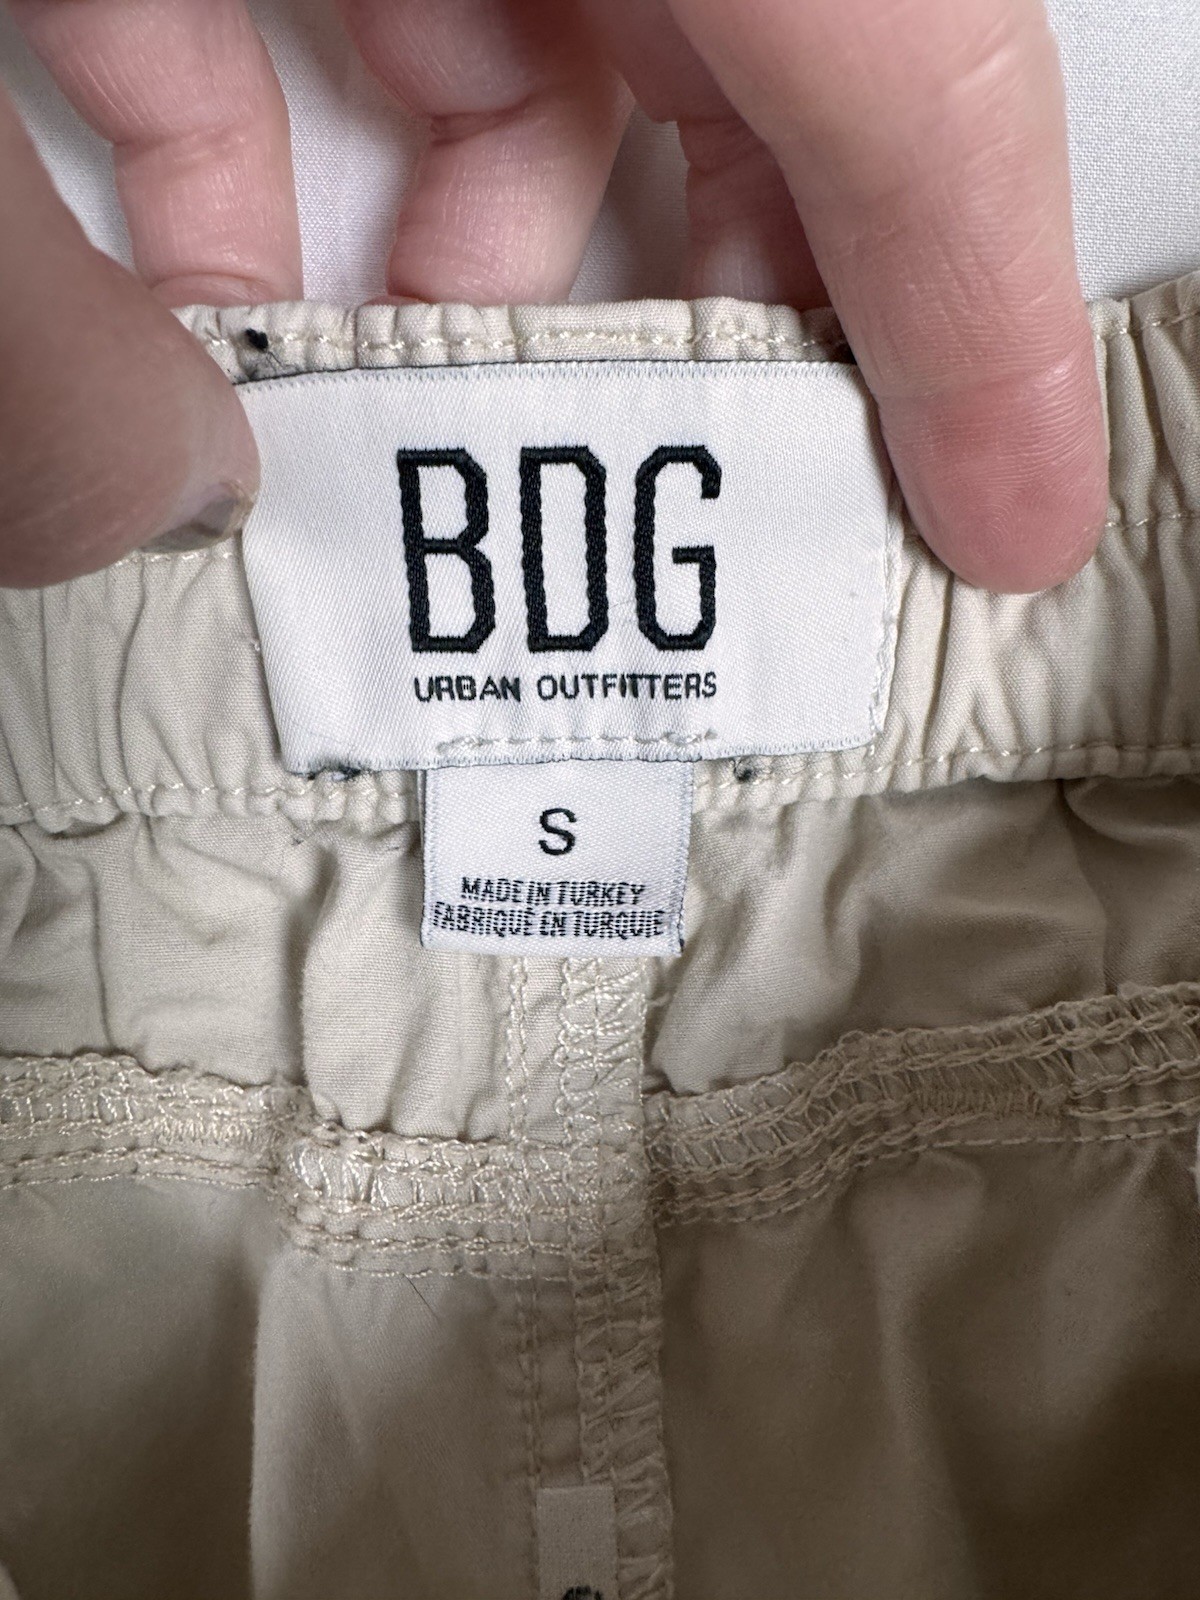 BDG
URBAN OUTFITTERS
S
MADE IN TURKEY
FABRIQUÉ EN TURQUIE